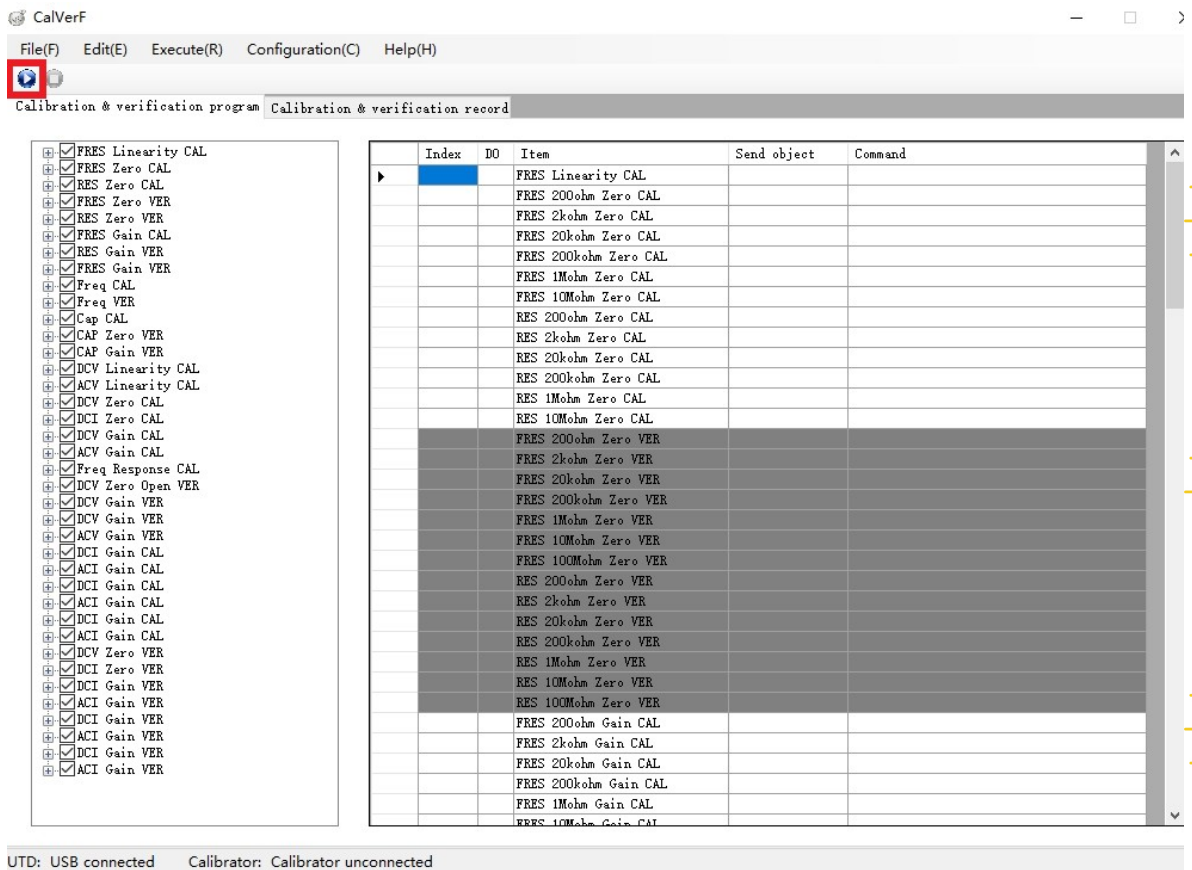 CalVerF
File(F) Edit(E) Execute(R) Configuration(C) Help(H)
Calibration & verification program Calibration & verification record
FRES Linearity CAL
FRES Zero CAL
RES Zero CAL
FRES Zero VER
RES Zero VER
FRES Gain CAL
RES Gain VER
FRES Gain VER
Freq CAL
Freq VER
Cap CAL
CAP Zero VER
CAP Gain VER
DCV Linearity CAL
ACV Linearity CAL
DCV Zero CAL
DCI Zero CAL
DCV Gain CAL
ACV Gain CAL
Freq Response CAL
DCV Zero Open VER
DCV Gain VER
DCV Gain VER
ACV Gain VER
DCI Gain CAL
ACI Gain CAL
DCI Gain CAL
ACI Gain CAL
DCI Gain CAL
ACI Gain CAL
DCV Zero VER
DCI Zero VER
DCI Gain VER
ACI Gain VER
DCI Gain VER
ACI Gain VER
DCI Gain VER
ACI Gain VER
Index DO Item Send object Command
FRES Linearity CAL
FRES 200ohm Zero CAL
FRES 2kohm Zero CAL
FRES 20kohm Zero CAL
FRES 200kohm Zero CAL
FRES 1Mohm Zero CAL
FRES 10Mohm Zero CAL
RES 200ohm Zero CAL
RES 2kohm Zero CAL
RES 20kohm Zero CAL
RES 200kohm Zero CAL
RES 1Mohm Zero CAL
RES 10Mohm Zero CAL
FRES 200ohm Zero VER
FRES 2kohm Zero VER
FRES 20kohm Zero VER
FRES 200kohm Zero VER
FRES 1Mohm Zero VER
FRES 10Mohm Zero VER
FRES 100Mohm Zero VER
RES 200ohm Zero VER
RES 2kohm Zero VER
RES 20kohm Zero VER
RES 200kohm Zero VER
RES 1Mohm Zero VER
RES 10Mohm Zero VER
RES 100Mohm Zero VER
FRES 200ohm Gain CAL
FRES 2kohm Gain CAL
FRES 20kohm Gain CAL
FRES 200kohm Gain CAL
FRES 1Mohm Gain CAL
FRES 10Mohm Gain CAL
UTD: USB connected Calibrator: Calibrator unconnected